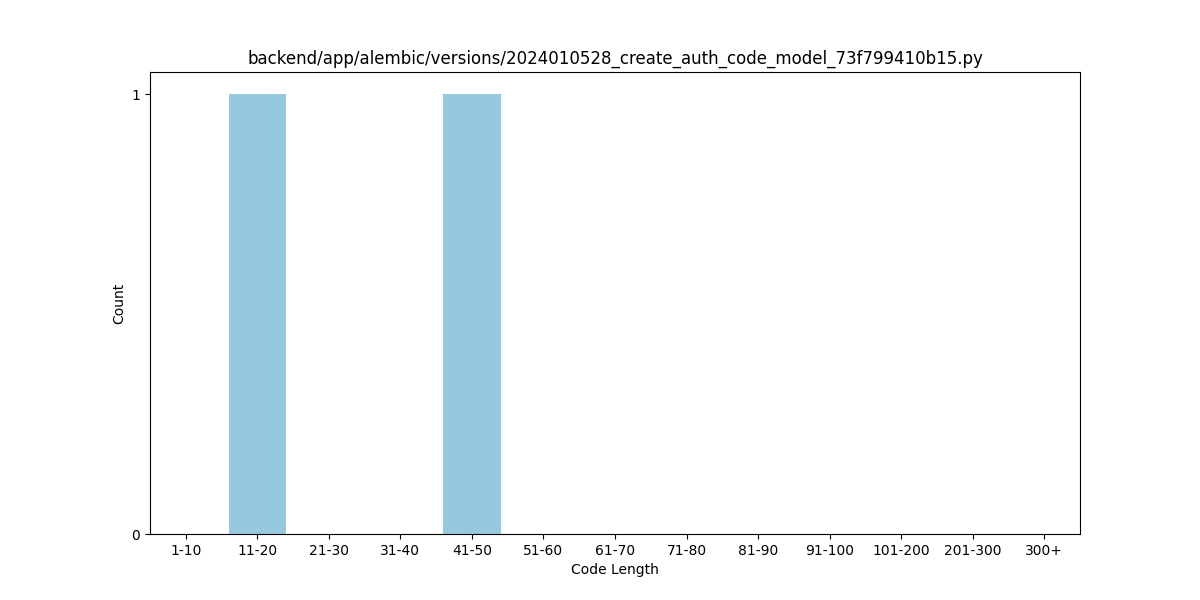 backend/app/alembic/versions/2024010528_create_auth_code_model_73f799410b15.py
1
Count
0
1-10 11-20 21-30 31-40 41-50 51-60 61-70 71-80 81-90 91-100 101-200 201-300 300+
Code Length